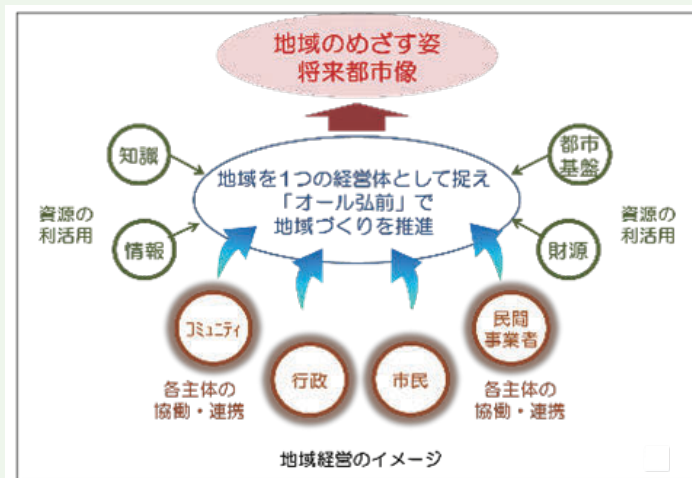 地域のめざす姿
将来都市像
知識
都市
基盤
地域を1つの経営体として捉え
「オール弘前」で
地域づくりを推進
資源の
利活用
情報
財源
資源の
利活用
コミュニティ
行政
市民
民間
事業者
各主体の
協働・連携
各主体の
協働・連携
地域経営のイメージ